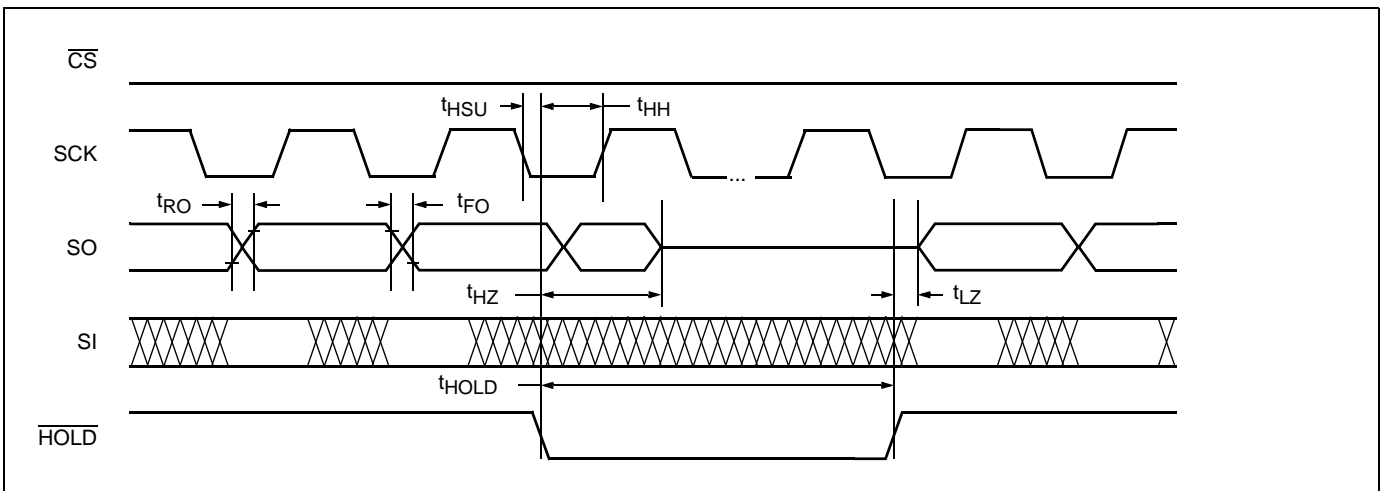 CS
tHSU
tHH
SCK
...
tRO
tFO
SO
tHZ
tLZ
SI
tHOLD
HOLD